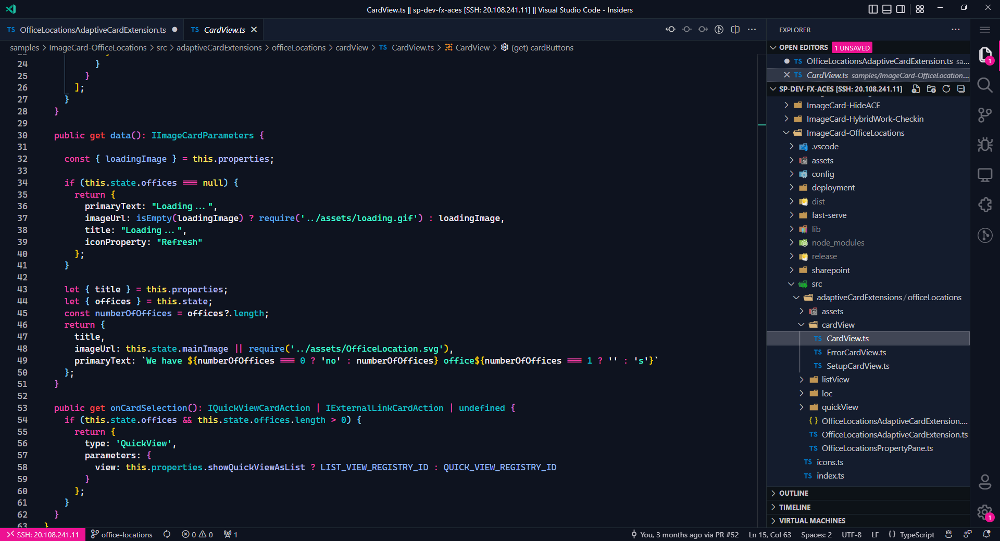 CardView.ts || sp-dev-fx-aces [SSH: 20.108.241.11] || Visual Studio Code - Insiders
TS OfficeLocationsAdaptiveCardExtension.ts
TS CardView.ts
samples > ImageCard-OfficeLocations > src > adaptiveCardExtensions > officeLocations > cardView > TS CardView.ts > CardView > (get) cardButtons
24 }
25 }
26 ];
27 }
28 }
29
30 public get data(): IImageCardParameters {
31
32 const { loadingImage } = this.properties;
33
34 if (this.state.offices === null) {
35 return {
36 primaryText: "Loading...",
37 imageUrl: isEmpty(loadingImage) ? require('../assets/loading.gif') : loadingImage,
38 title: "Loading...",
39 iconProperty: "Refresh"
40 };
41 }
42
43 let { title } = this.properties;
44 let { offices } = this.state;
45 const numberOfOffices = offices?.length;
46 return {
47 title,
48 imageUrl: this.state.mainImage || require('../assets/OfficeLocation.svg'),
49 primaryText: `We have ${numberOfOffices === 0 ? 'no' : numberOfOffices} office${numberOfOffices === 1 ? '' : 's'}`
50 };
51 }
52
53 public get onCardSelection(): IQuickViewCardAction | IExternalLinkCardAction | undefined {
54 if (this.state.offices && this.state.offices.length > 0) {
55 return {
56 type: 'QuickView',
57 parameters: {
58 view: this.properties.showQuickViewAsList ? LIST_VIEW_REGISTRY_ID : QUICK_VIEW_REGISTRY_ID
59 }
60 };
61 }
62 }
63 }
EXPLORER
OPEN EDITORS 1 UNSAVED
TS OfficeLocationsAdaptiveCardExtension.ts sa...
TS CardView.ts samples/ImageCard-OfficeLocation...
SP-DEV-FX-ACES [SSH: 20.108.241.11]
ImageCard-HideACE
ImageCard-HybridWork-Checkin
ImageCard-OfficeLocations
.vscode
assets
config
deployment
dist
fast-serve
lib
node_modules
release
sharepoint
src
adaptiveCardExtensions/officeLocations
assets
cardView
TS CardView.ts
TS ErrorCardView.ts
TS SetupCardView.ts
listView
loc
quickView
{} OfficeLocationsAdaptiveCardExtension....
TS OfficeLocationsAdaptiveCardExtension.ts
TS OfficeLocationsPropertyPane.ts
TS icons.ts
TS index.ts
OUTLINE
TIMELINE
VIRTUAL MACHINES
1
1
SSH: 20.108.241.11
office-locations
0 0
1
You, 3 months ago via PR #52
Ln 15, Col 63
Spaces: 2
UTF-8
LF
{} TypeScript